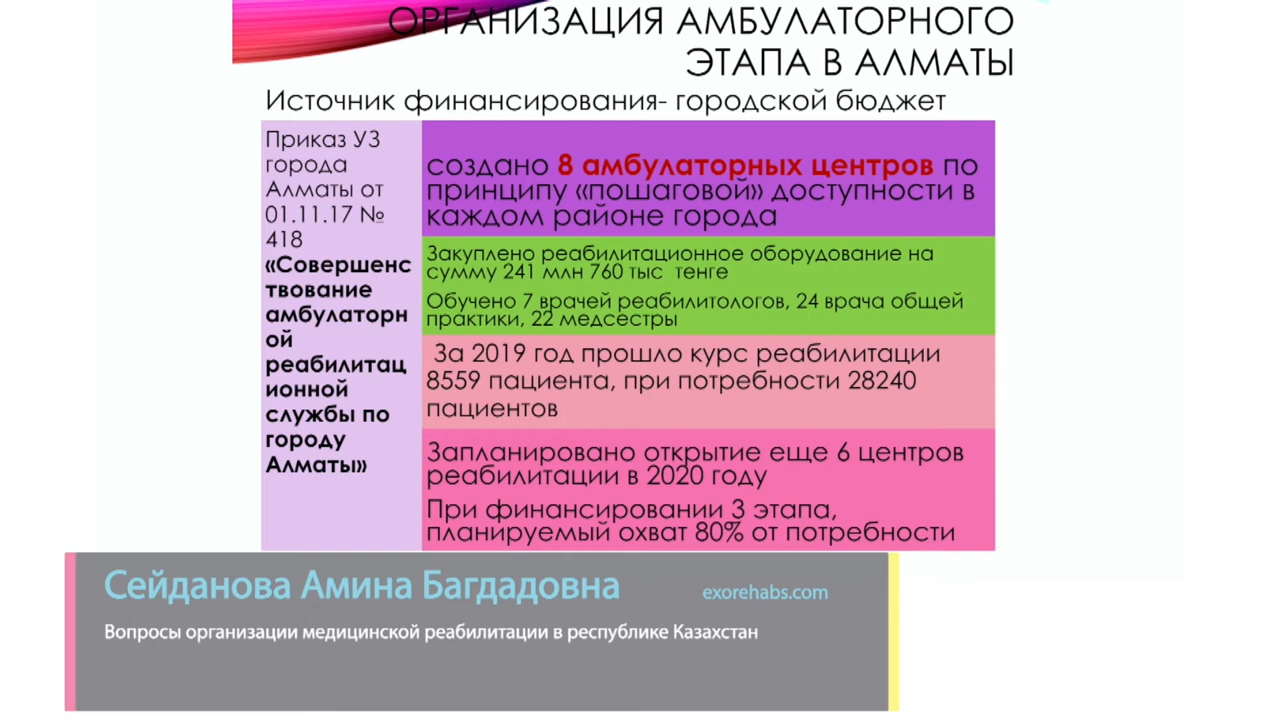 ОРГАНИЗАЦИЯ АМБУЛАТОРНОГО
ЭТАПА В АЛМАТЫ
Источник финансирования- городской бюджет
Приказ УЗ
города
Алматы от
01.11.17 №
418
«Совершенс
твование
амбулаторн
ой
реабилитац
ионной
службы по
городу
Алматы»
создано 8 амбулаторных центров по
принципу «пошаговой» доступности в
каждом районе города
Закуплено реабилитационное оборудование на
сумму 241 млн 760 тыс тенге
Обучено 7 врачей реабилитологов, 24 врача общей
практики, 22 медсестры
За 2019 год прошло курс реабилитации
8559 пациента, при потребности 28240
пациентов
Запланировано открытие еще 6 центров
реабилитации в 2020 году
При финансировании 3 этапа,
планируемый охват 80% от потребности
Сейданова Амина Багдадовна
exorehabs.com
Вопросы организации медицинской реабилитации в республике Казахстан